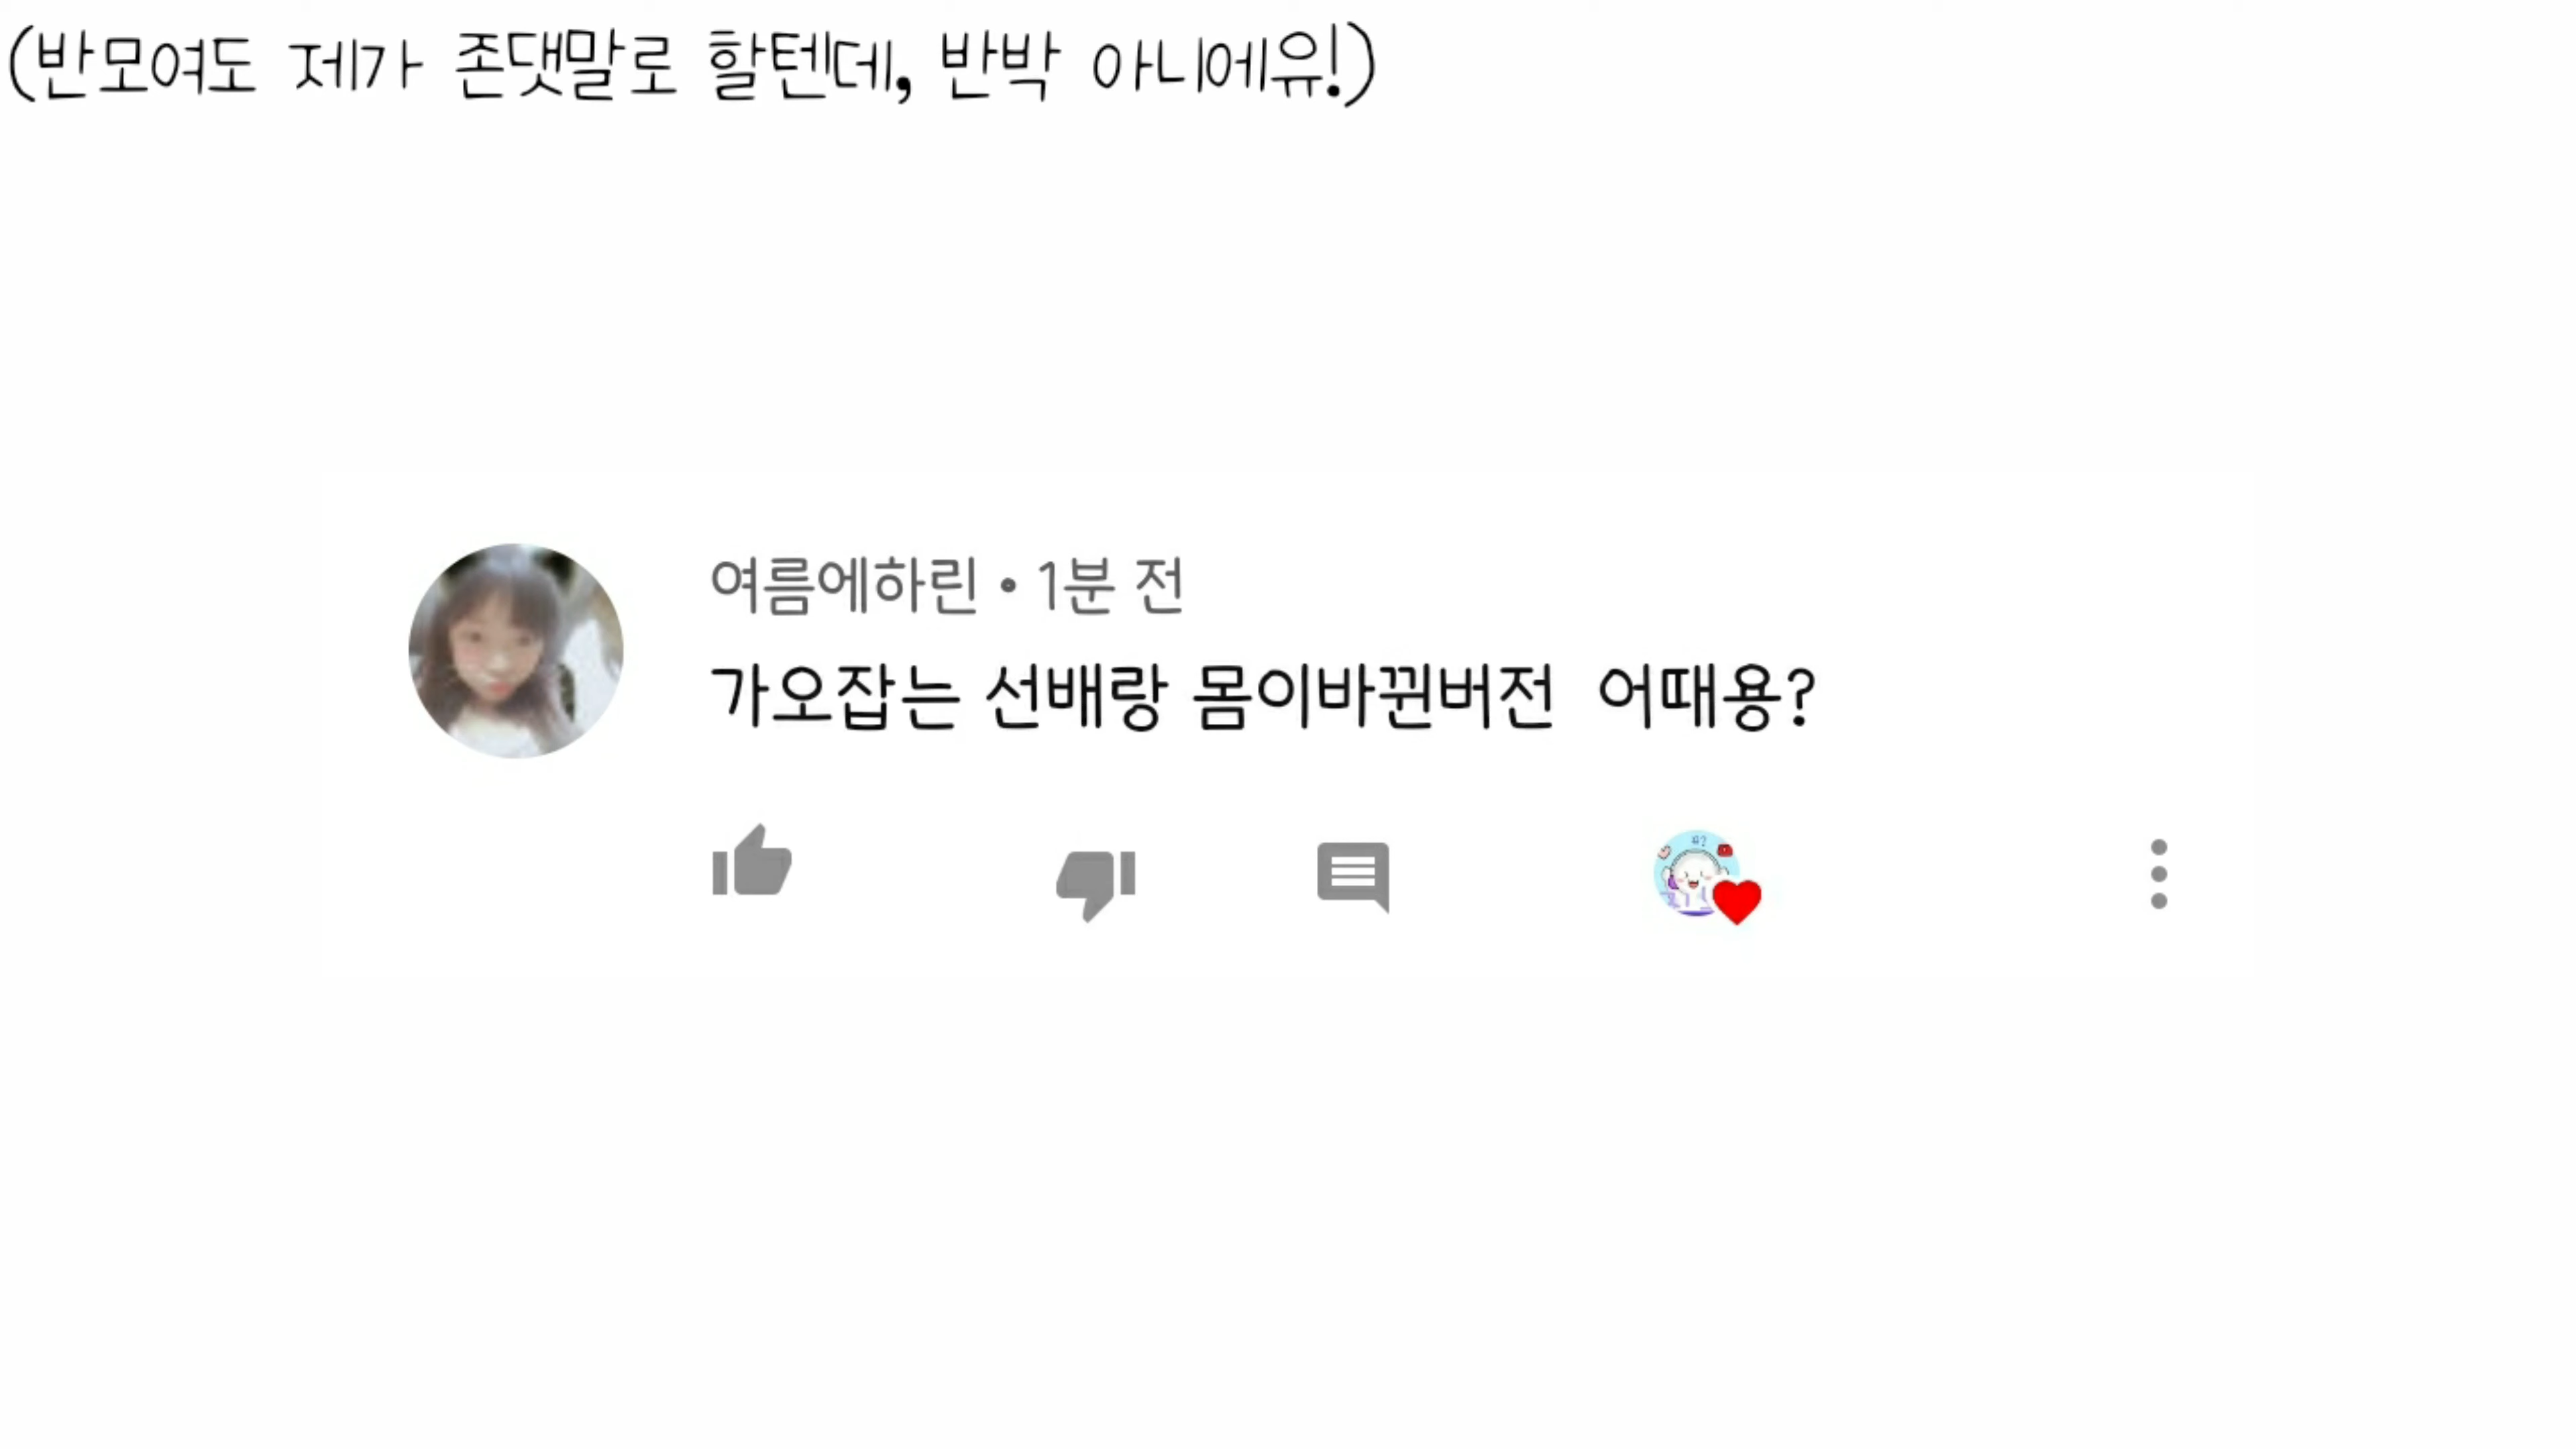 (반모여도 제가 존댓말로 할텐데, 반박 아니에유!)
여름에하린 • 1분 전
가오잡는 선배랑 몸이바뀐버전 어때용?